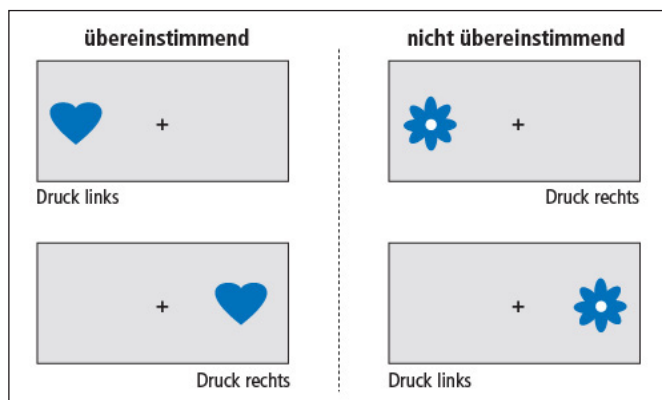 übereinstimmend
nicht übereinstimmend
+
+
Druck links
Druck rechts
+
+
Druck rechts
Druck links